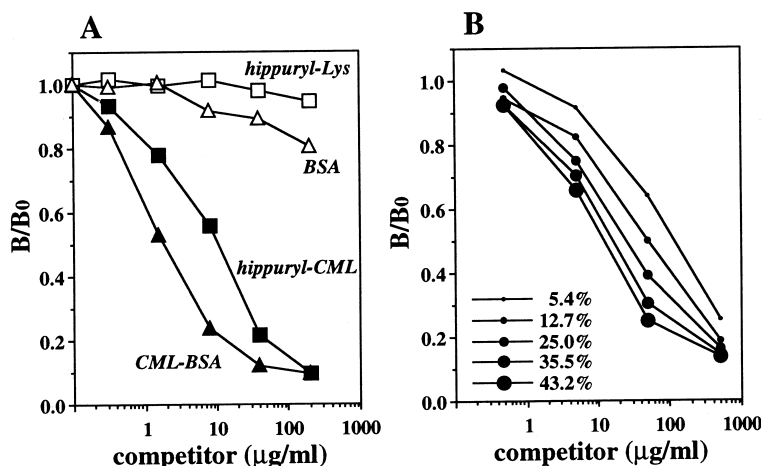 A
B
B/B0
1.0
0.8
0.6
0.4
0.2
0.0
hippuryl-Lys
BSA
hippuryl-CML
CML-BSA
1 10 100 1000
competitor (μg/ml)
B/B0
1.0
0.8
0.6
0.4
0.2
0.0
5.4%
12.7%
25.0%
35.5%
43.2%
1 10 100 1000
competitor (μg/ml)